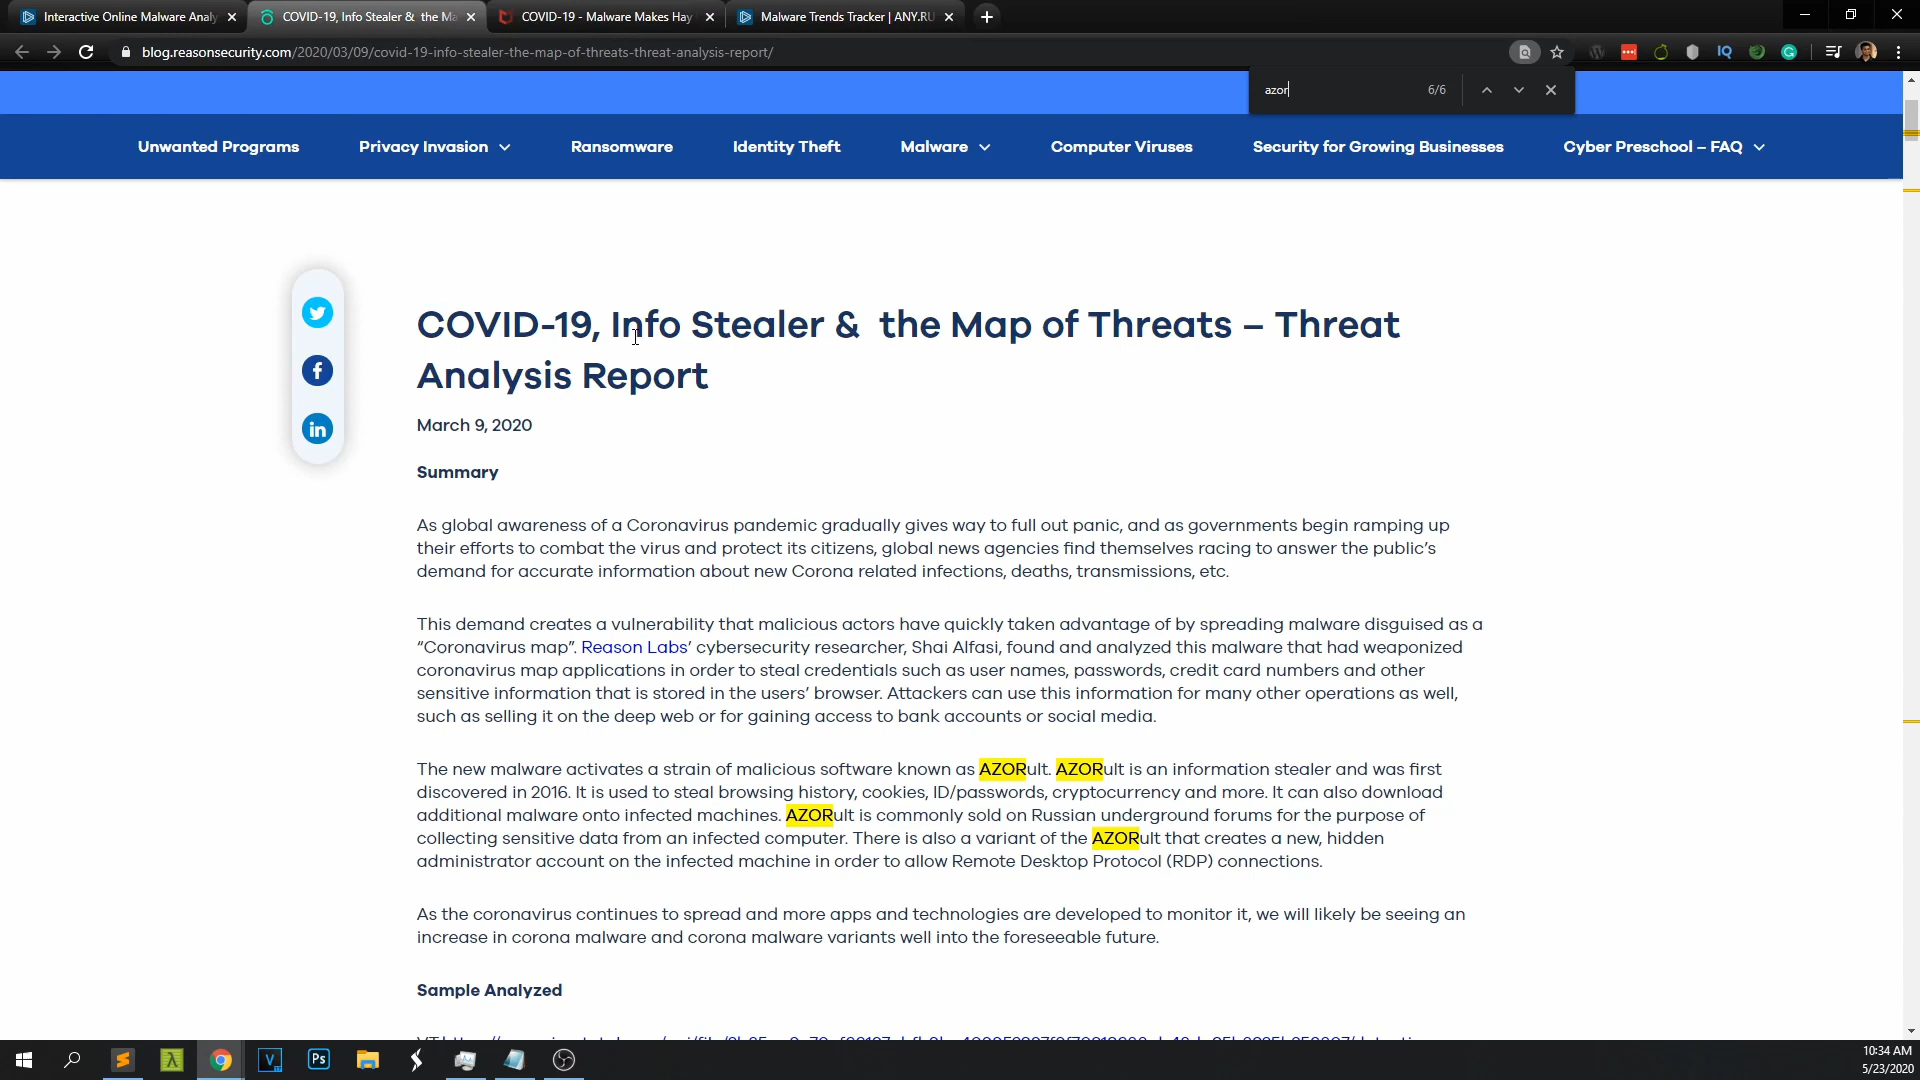 Interactive Online Malware Analy
COVID-19, Info Stealer & the Ma
COVID-19 - Malware Makes Hay
Malware Trends Tracker | ANY.RU
blog.reasonsecurity.com/2020/03/09/covid-19-info-stealer-the-map-of-threats-threat-analysis-report/
azor
6/6
Unwanted Programs
Privacy Invasion
Ransomware
Identity Theft
Malware
Computer Viruses
Security for Growing Businesses
Cyber Preschool – FAQ
COVID-19, Info Stealer & the Map of Threats – Threat
Analysis Report
March 9, 2020
Summary
As global awareness of a Coronavirus pandemic gradually gives way to full out panic, and as governments begin ramping up
their efforts to combat the virus and protect its citizens, global news agencies find themselves racing to answer the public’s
demand for accurate information about new Corona related infections, deaths, transmissions, etc.
This demand creates a vulnerability that malicious actors have quickly taken advantage of by spreading malware disguised as a
“Coronavirus map”. Reason Labs’ cybersecurity researcher, Shai Alfasi, found and analyzed this malware that had weaponized
coronavirus map applications in order to steal credentials such as user names, passwords, credit card numbers and other
sensitive information that is stored in the users’ browser. Attackers can use this information for many other operations as well,
such as selling it on the deep web or for gaining access to bank accounts or social media.
The new malware activates a strain of malicious software known as AZORult. AZORult is an information stealer and was first
discovered in 2016. It is used to steal browsing history, cookies, ID/passwords, cryptocurrency and more. It can also download
additional malware onto infected machines. AZORult is commonly sold on Russian underground forums for the purpose of
collecting sensitive data from an infected computer. There is also a variant of the AZORult that creates a new, hidden
administrator account on the infected machine in order to allow Remote Desktop Protocol (RDP) connections.
As the coronavirus continues to spread and more apps and technologies are developed to monitor it, we will likely be seeing an
increase in corona malware and corona malware variants well into the foreseeable future.
Sample Analyzed
10:34 AM
5/23/2020